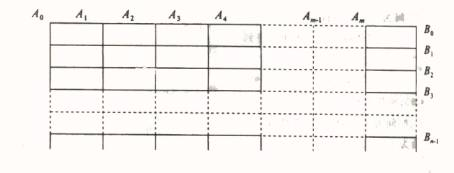 A₀ A₁ A₂ A₃ A₄ Aₘ₋₁ Aₘ
B₀
B₁
B₂
B₃
Bₙ₋₁